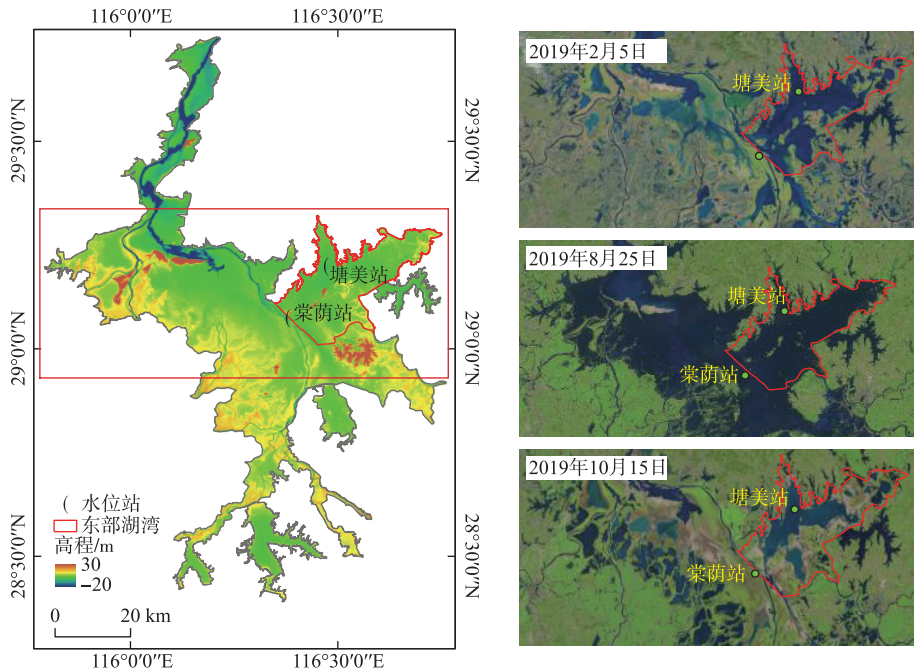 116°0′0″E
116°30′0″E
29°30′0″N
29°30′0″N
塘美站
棠荫站
29°0′0″N
29°0′0″N
水位站
东部湖湾
高程/m
30
-20
28°30′0″N
28°30′0″N
0
20 km
116°0′0″E
116°30′0″E
2019年2月5日
塘美站
2019年8月25日
塘美站
棠荫站
2019年10月15日
塘美站
棠荫站